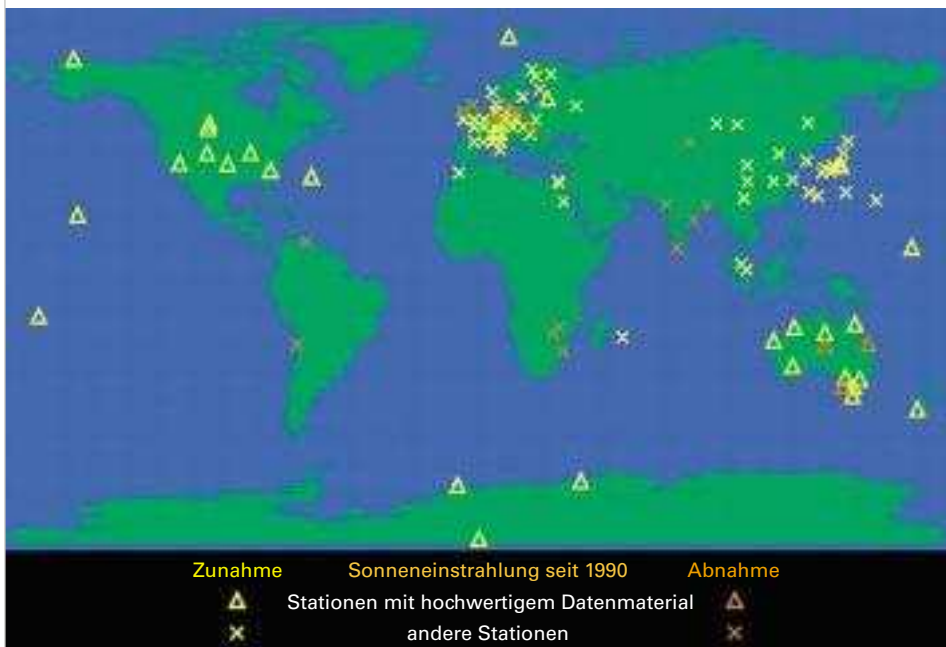 Zunahme Sonneneinstrahlung seit 1990 Abnahme
Stationen mit hochwertigem Datenmaterial
andere Stationen